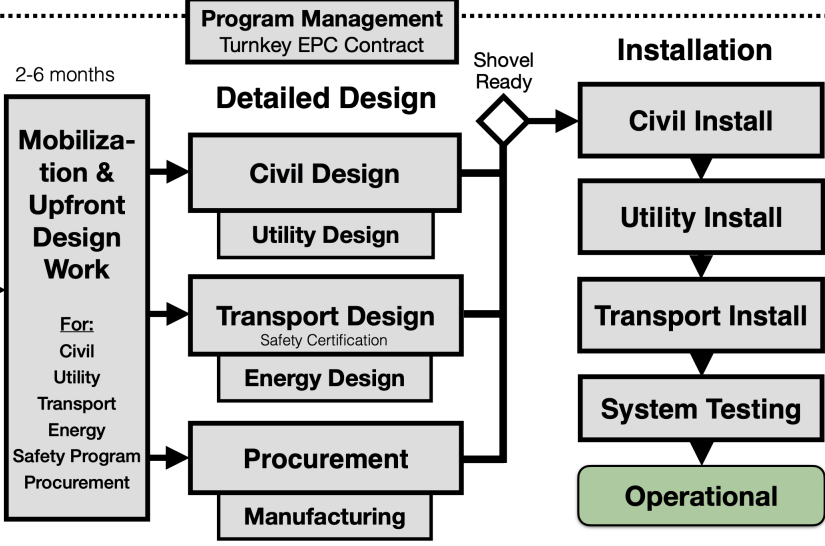 Program Management
Turnkey EPC Contract
2-6 months
Mobiliza-
tion &
Upfront
Design
Work
For:
Civil
Utility
Transport
Energy
Safety Program
Procurement
Detailed Design
Civil Design
Utility Design
Transport Design
Safety Certification
Energy Design
Procurement
Manufacturing
Shovel
Ready
Installation
Civil Install
Utility Install
Transport Install
System Testing
Operational